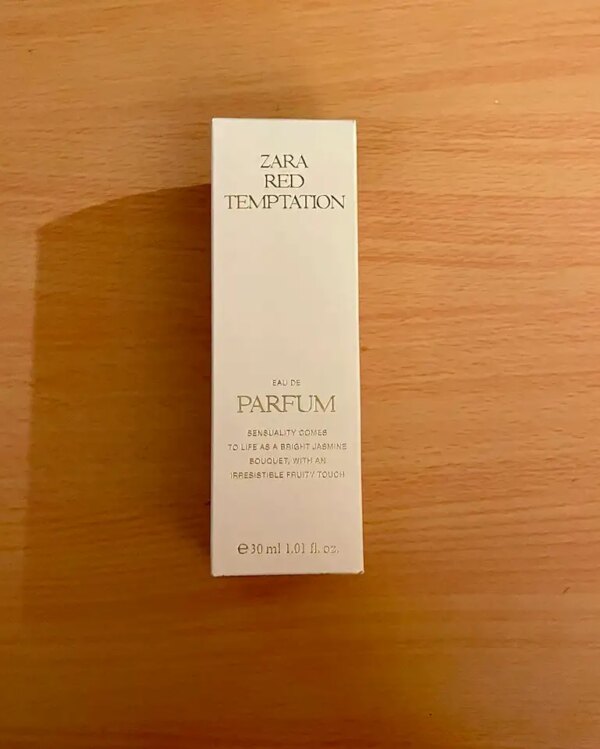 ZARA
RED
TEMPTATION
EAU DE
PARFUM
SENSUALITY COMES
TO LIFE AS A BRIGHT JASMINE
BOUQUET, WITH AN
IRRESISTIBLE FRUITY TOUCH
℮30 ml 1.01 fl. oz.